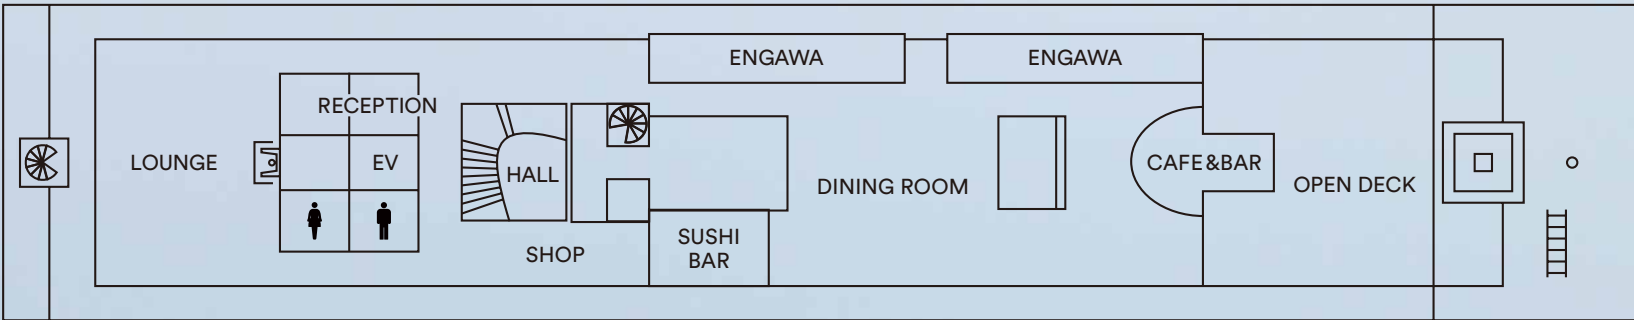 ENGAWA
ENGAWA
RECEPTION
LOUNGE
EV
HALL
CAFE&BAR
DINING ROOM
OPEN DECK
SHOP
SUSHI
BAR